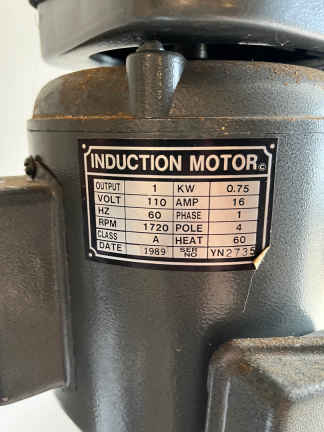 INDUCTION MOTOR ©
OUTPUT 1 KW 0.75
VOLT 110 AMP 16
HZ 60 PHASE 1
RPM 1720 POLE 4
CLASS A HEAT 60
DATE 1989 SER NO YN2735